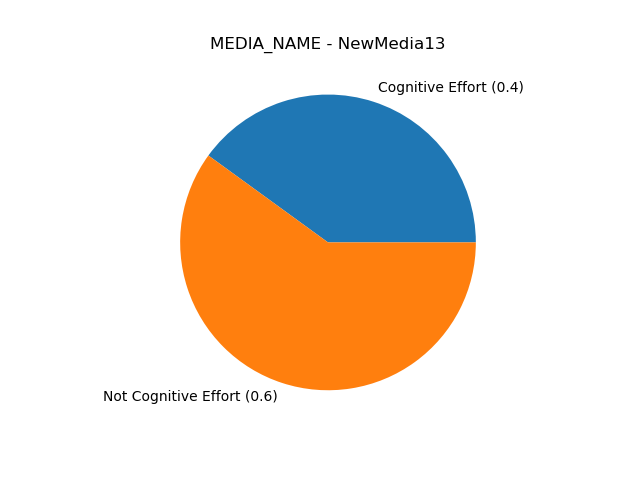 MEDIA_NAME - NewMedia13
Cognitive Effort (0.4)
Not Cognitive Effort (0.6)